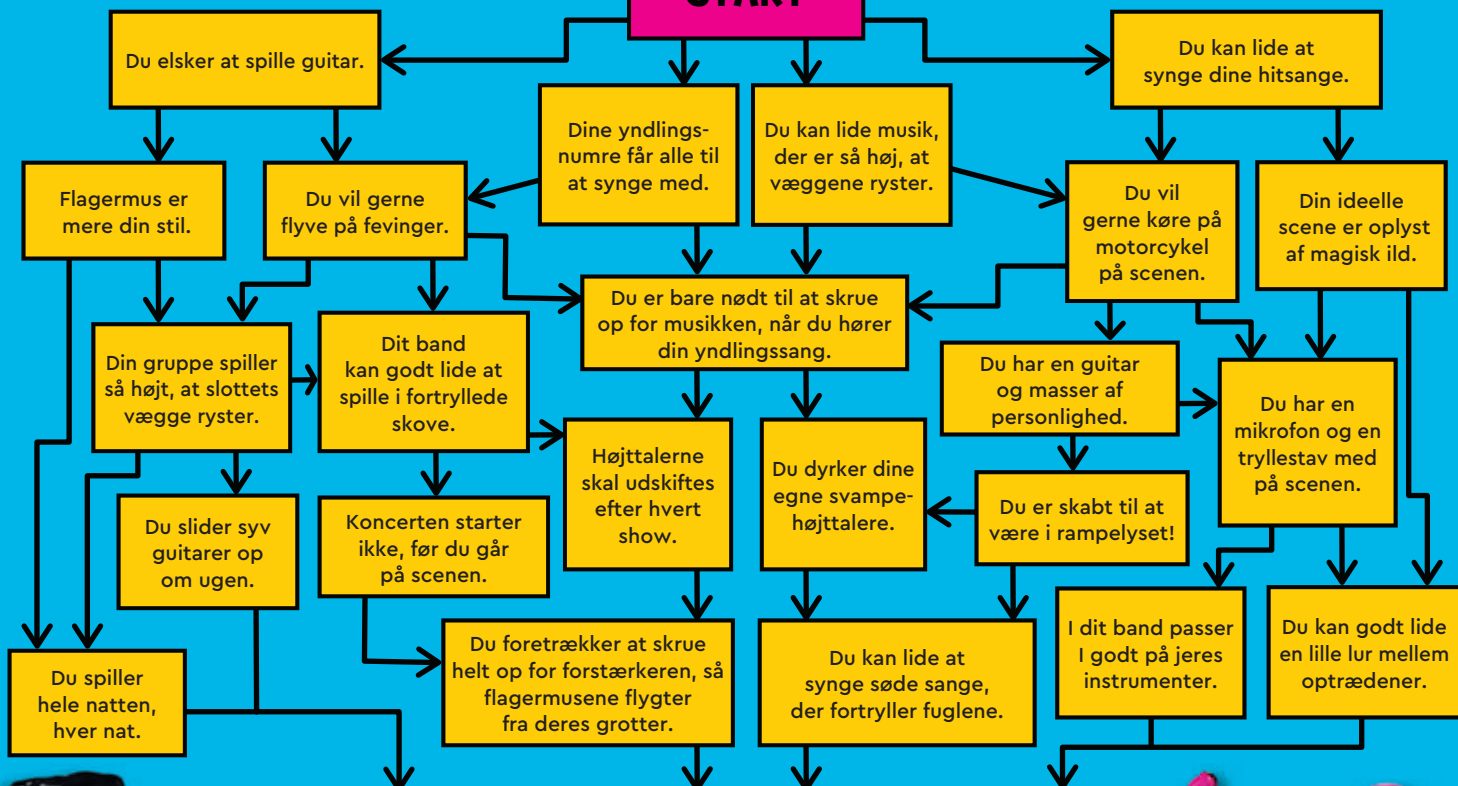 START
Du elsker at spille guitar.
Du kan lide at
synge dine hitsange.
Dine yndlings-
numre får alle til
at synge med.
Du kan lide musik,
der er så høj, at
væggene ryster.
Flagermus er
mere din stil.
Du vil gerne
flyve på fevinger.
Du vil
gerne køre på
motorcykel
på scenen.
Din ideelle
scene er oplyst
af magisk ild.
Du er bare nødt til at skrue
op for musikken, når du hører
din yndlingssang.
Din gruppe spiller
så højt, at slottets
vægge ryster.
Dit band
kan godt lide at
spille i fortryllede
skove.
Du har en guitar
og masser af
personlighed.
Du har en
mikrofon og en
tryllestav med
på scenen.
Højttalerne
skal udskiftes
efter hvert
show.
Du dyrker dine
egne svampe-
højttalere.
Du er skabt til at
være i rampelyset!
Du slider syv
guitarer op
om ugen.
Koncerten starter
ikke, før du går
på scenen.
Du spiller
hele natten,
hver nat.
Du foretrækker at skrue
helt op for forstærkeren, så
flagermusene flygter
fra deres grotter.
Du kan lide at
synge søde sange,
der fortryller fuglene.
I dit band passer
I godt på jeres
instrumenter.
Du kan godt lide
en lille lur mellem
optrædener.